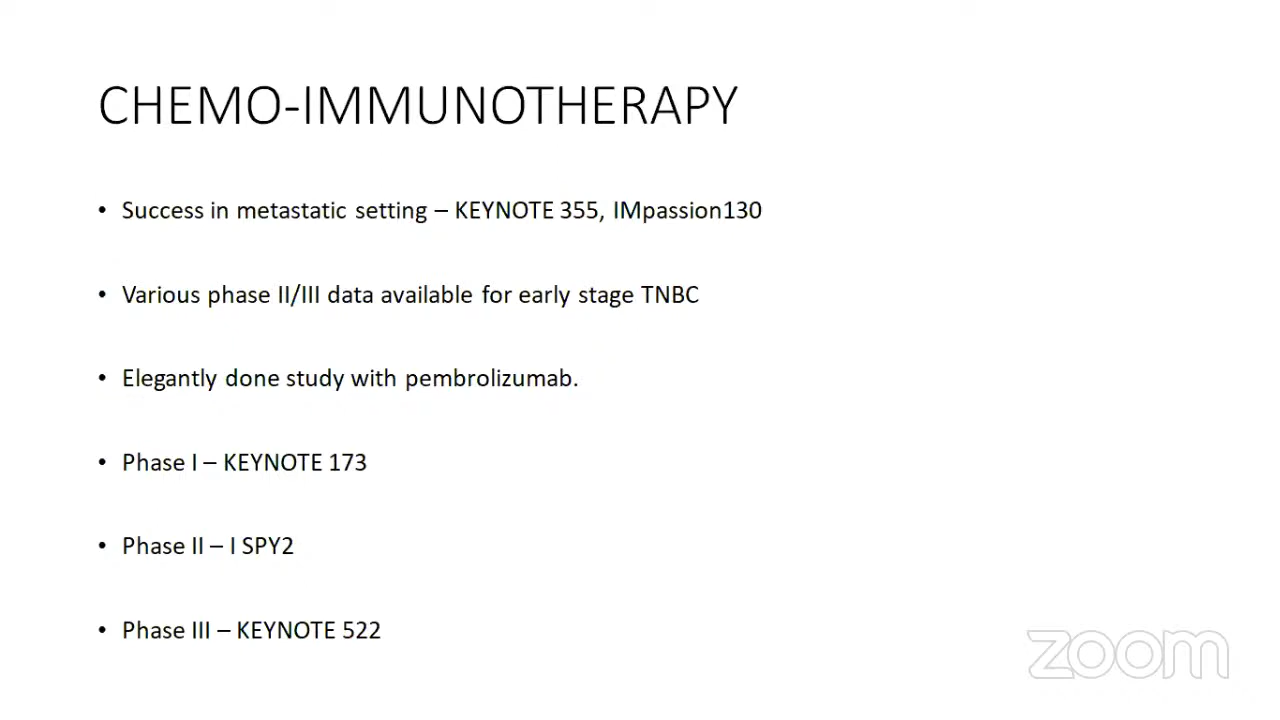 CHEMO-IMMUNOTHERAPY
• Success in metastatic setting – KEYNOTE 355, IMpassion130
• Various phase II/III data available for early stage TNBC
• Elegantly done study with pembrolizumab.
• Phase I – KEYNOTE 173
• Phase II – I SPY2
• Phase III – KEYNOTE 522
zoom